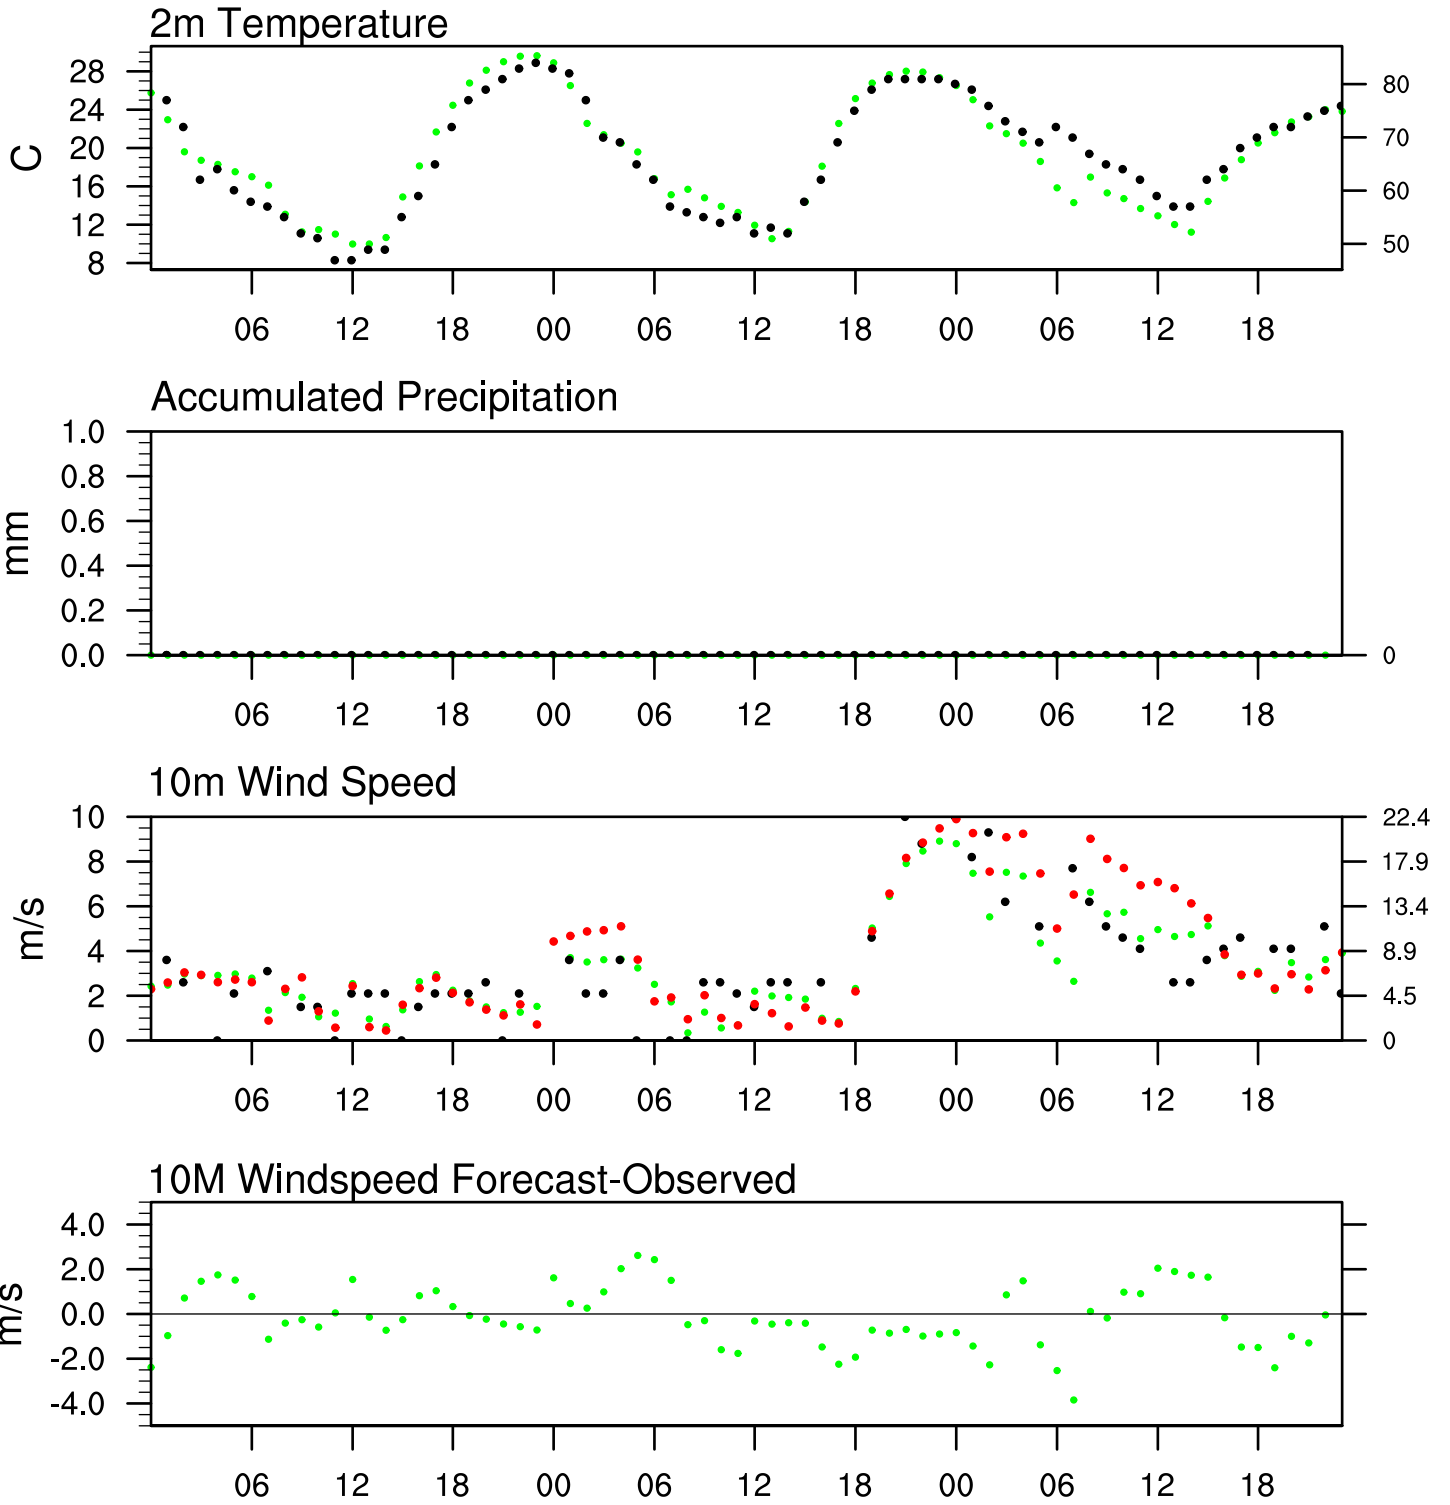 2m Temperature
28
24
20
16
12
8
C
80
70
60
50
06 12 18 00 06 12 18 00 06 12 18
Accumulated Precipitation
1.0
0.8
0.6
0.4
0.2
0.0
mm
0
06 12 18 00 06 12 18 00 06 12 18
10m Wind Speed
10
8
6
4
2
0
m/s
22.4
17.9
13.4
8.9
4.5
0
06 12 18 00 06 12 18 00 06 12 18
10M Windspeed Forecast-Observed
4.0
2.0
0.0
-2.0
-4.0
m/s
06 12 18 00 06 12 18 00 06 12 18